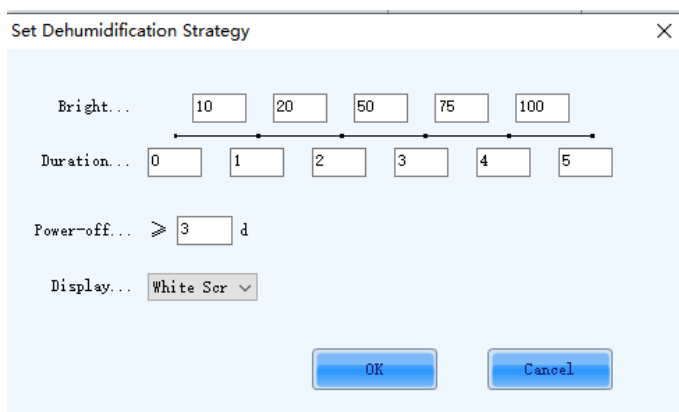 Set Dehumidification Strategy
Bright... 10 20 50 75 100
Duration... 0 1 2 3 4 5
Power-off... ≥ 3 d
Display... White Scr
OK Cancel